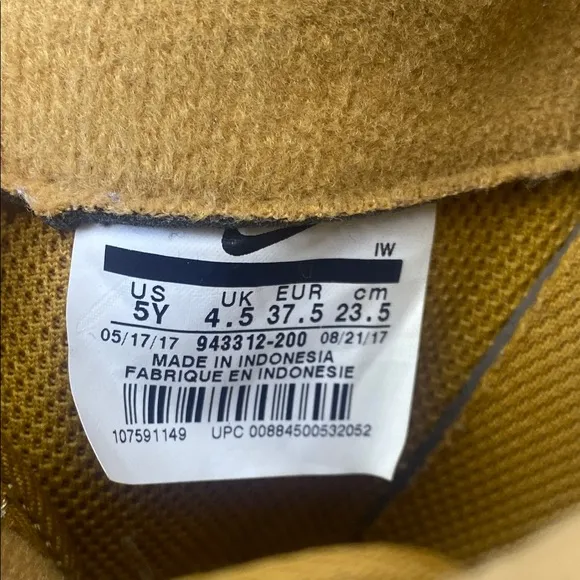 IW
US UK EUR cm
5Y 4.5 37.5 23.5
05/17/17 943312-200 08/21/17
MADE IN INDONESIA
FABRIQUE EN INDONESIE
107591149 UPC 00884500532052